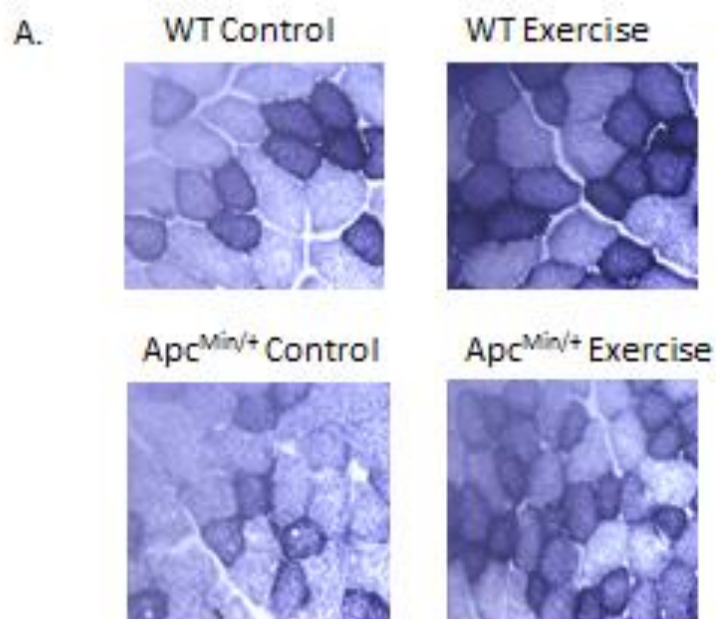 A.
WT Control
WT Exercise
Apc^Min/+ Control
Apc^Min/+ Exercise